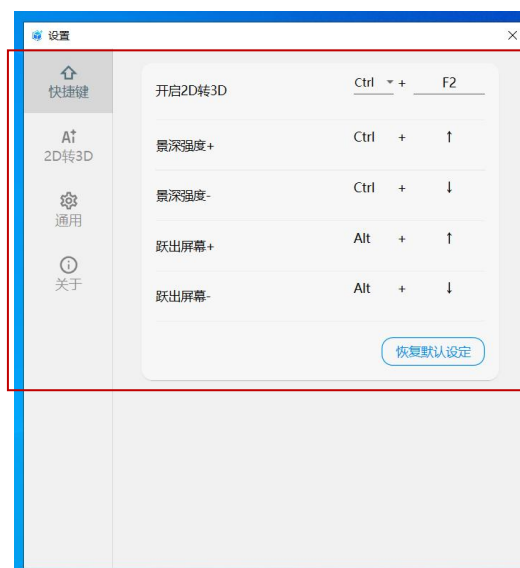 设置
快捷键
Ai
2D转3D
通用
关于
开启2D转3D Ctrl + F2
景深强度+ Ctrl + ↑
景深强度- Ctrl + ↓
跃出屏幕+ Alt + ↑
跃出屏幕- Alt + ↓
恢复默认设定